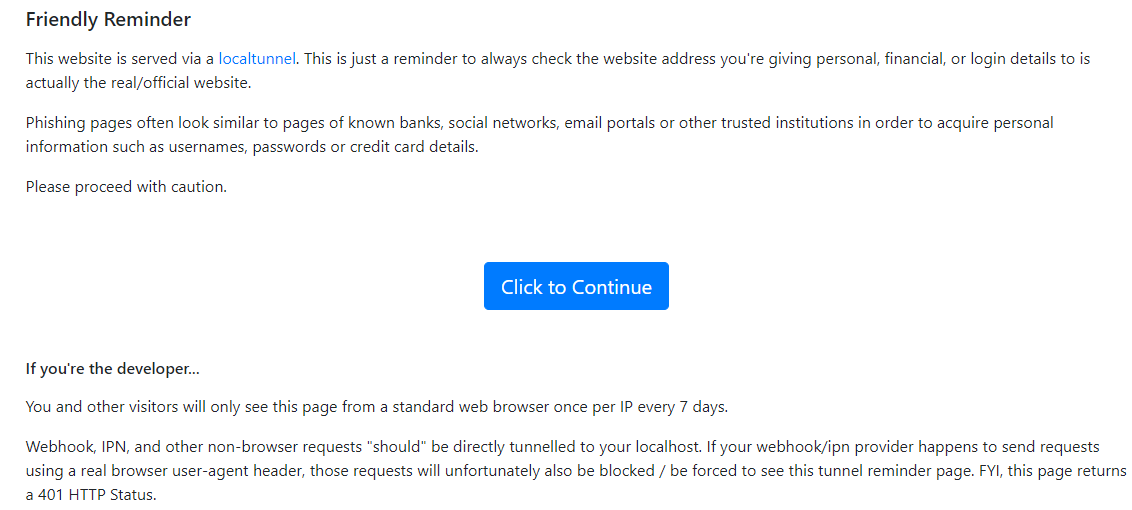 Friendly Reminder
This website is served via a localtunnel. This is just a reminder to always check the website address you're giving personal, financial, or login details to is
actually the real/official website.
Phishing pages often look similar to pages of known banks, social networks, email portals or other trusted institutions in order to acquire personal
information such as usernames, passwords or credit card details.
Please proceed with caution.
Click to Continue
If you're the developer...
You and other visitors will only see this page from a standard web browser once per IP every 7 days.
Webhook, IPN, and other non-browser requests "should" be directly tunnelled to your localhost. If your webhook/ipn provider happens to send requests
using a real browser user-agent header, those requests will unfortunately also be blocked / be forced to see this tunnel reminder page. FYI, this page returns
a 401 HTTP Status.